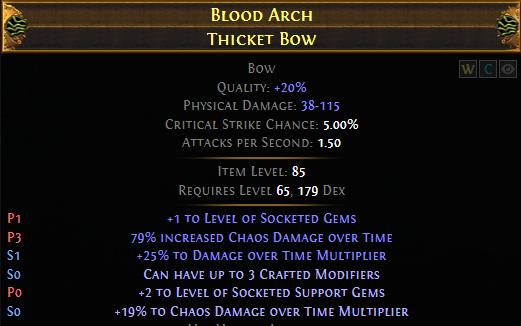 Blood Arch
Thicket Bow
Bow
W C
Quality: +20%
Physical Damage: 38-115
Critical Strike Chance: 5.00%
Attacks per Second: 1.50
Item Level: 85
Requires Level 65, 179 Dex
P1 +1 to Level of Socketed Gems
P3 79% increased Chaos Damage over Time
S1 +25% to Damage over Time Multiplier
S0 Can have up to 3 Crafted Modifiers
P0 +2 to Level of Socketed Support Gems
S0 +19% to Chaos Damage over Time Multiplier